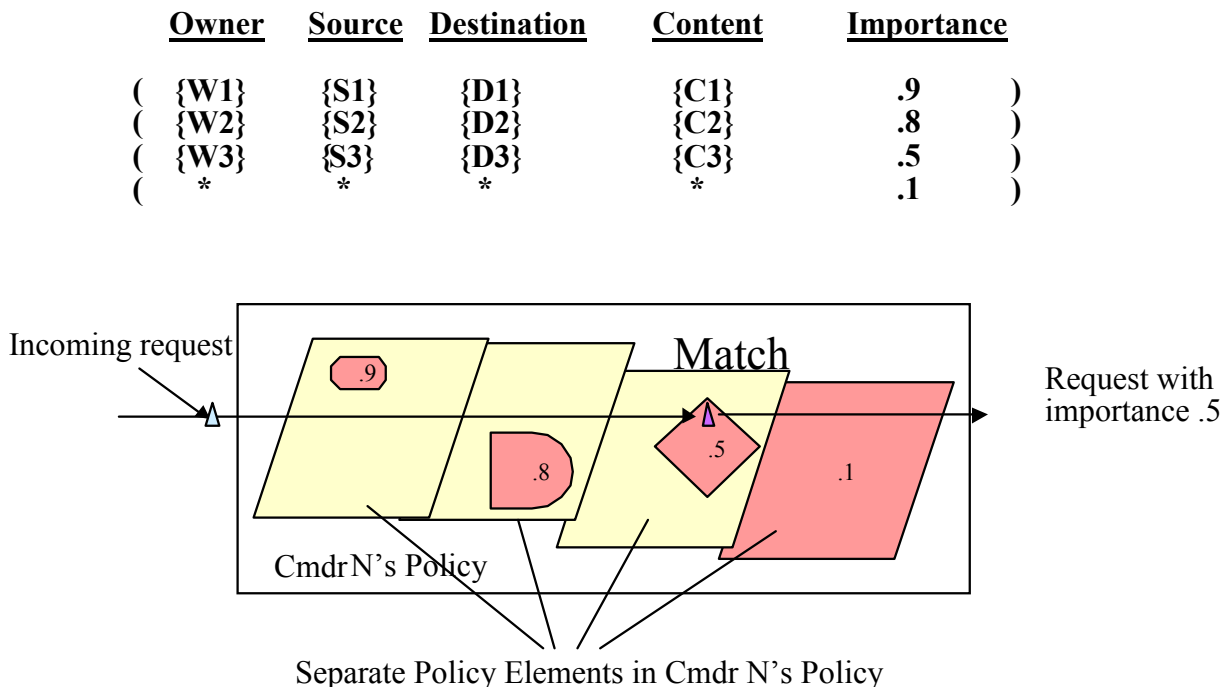 Owner Source Destination Content Importance
( {W1} {S1} {D1} {C1} .9 )
( {W2} {S2} {D2} {C2} .8 )
( {W3} {S3} {D3} {C3} .5 )
( * * * * .1 )
Incoming request
Match
.9
.8
.5
.1
Request with
importance .5
Cmdr N's Policy
Separate Policy Elements in Cmdr N's Policy